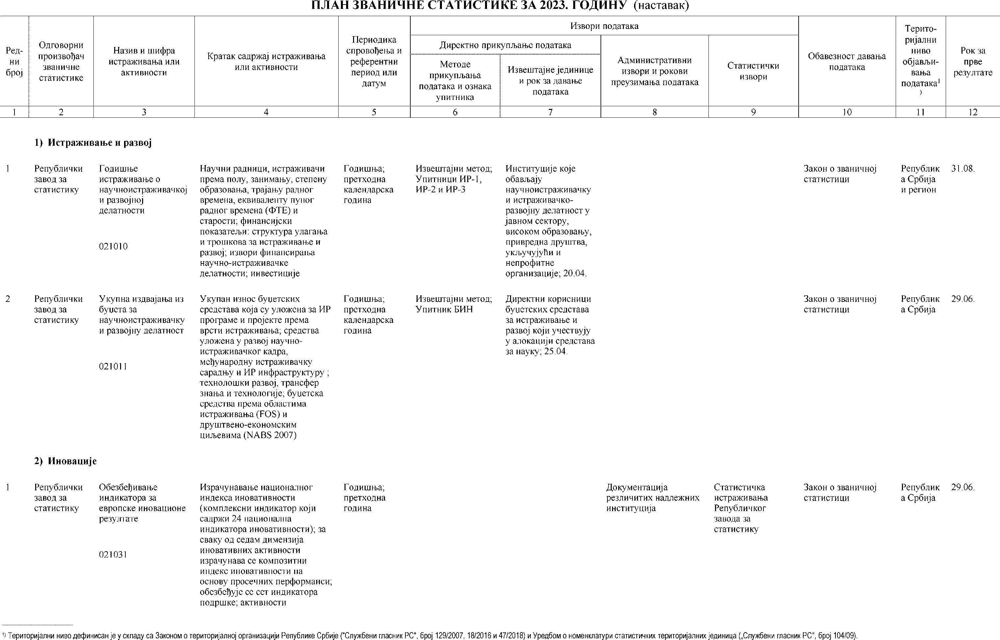 ПЛАН ЗВАНИЧНЕ СТАТИСТИКЕ ЗА 2023. ГОДИНУ (наставак)
Ред-
ни
број
Одговорни
произвођач
званичне
статистике
Назив и шифра
истраживања или
активности
Кратак садржај истраживања
или активности
Периодика
спровођења и
референтни
период или
датум
Извори података
Директно прикупљање података
Методе
прикупљања
података и ознака
упитника
Извештајне јединице
и рок за давање
података
Административни
извори и рокови
преузимања података
Статистички
извори
Обавезност давања
података
Терито-
ријални
ниво
објављи-
вања
података¹
⁾
Рок за
прве
резултате
1 2 3 4 5 6 7 8 9 10 11 12
1) Истраживање и развој
1
Републички
завод за
статистику
Годишње
истраживање о
научноистраживачкој
и развојној
делатности
021010
Научни радници, истраживачи
према полу, занимању, степену
образовања, трајању радног
времена, еквиваленту пуног
радног времена (ФТЕ) и
старости; финансијски
показатељи: структура улагања
и трошкова за истраживање и
развој; извори финансирања
научно-истраживачке
делатности; инвестиције
Годишња;
претходна
календарска
година
Извештајни метод;
Упитници ИР-1,
ИР-2 и ИР-3
Институције које
обављају
научноистраживачку
и истраживачко-
развојну делатност у
јавном сектору,
високом образовању,
привредна друштва,
укључујући и
непрофитне
организације; 20.04.
Закон о званичној
статистици
Републик
а Србија
и регион
31.08.
2
Републички
завод за
статистику
Укупна издвајања из
буџета за
научноистраживачку
и развојну делатност
021011
Укупан износ буџетских
средстава која су уложена за ИР
програме и пројекте према
врсти истраживања; средства
уложена у развој научно-
истраживачког кадра,
међународну истраживачку
сарадњу и ИР инфраструктуру ;
технолошки развој, трансфер
знања и технологије; буџетска
средства према областима
истраживања (FOS) и
друштвено-економским
циљевима (NABS 2007)
Годишња;
претходна
календарска
година
Извештајни метод;
Упитник БИН
Директни корисници
буџетских средстава
за истраживање и
развој који учествују
у алокацији средстава
за науку; 25.04.
Закон о званичној
статистици
Републик
а Србија
29.06.
2) Иновације
1
Републички
завод за
статистику
Обезбеђивање
индикатора за
европске иновационе
резултате
021031
Израчунавање националног
индекса иновативности
(комплексни индикатор који
садржи 24 национална
индикатора иновативности); за
сваку од седам димензија
иновативних активности
израчунава се композитни
индекс иновативности на
основу просечних перформанси;
обезбеђује се сет индикатора
подршке; активности
Годишња;
претходна
година
Документација
резличитих надлежних
институција
Статистичка
истраживања
Републичког
завода за
статистику
Закон о званичној
статистици
Републик
а Србија
29.06.
¹⁾ Територијални ниво дефинисан је у складу са Законом о територијалној организацији Републике Србије ("Службени гласник РС", број 129/2007, 18/2016 и 47/2018) и Уредбом о номенклатури статистичких територијалних јединица („Службени гласник РС", број 104/09).